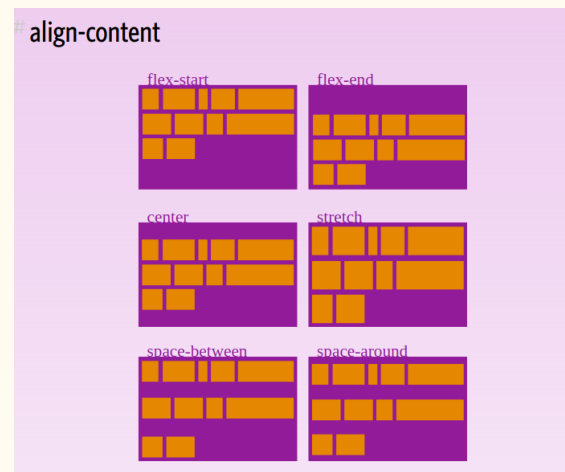 # align-content
flex-start
flex-end
center
stretch
space-between
space-around